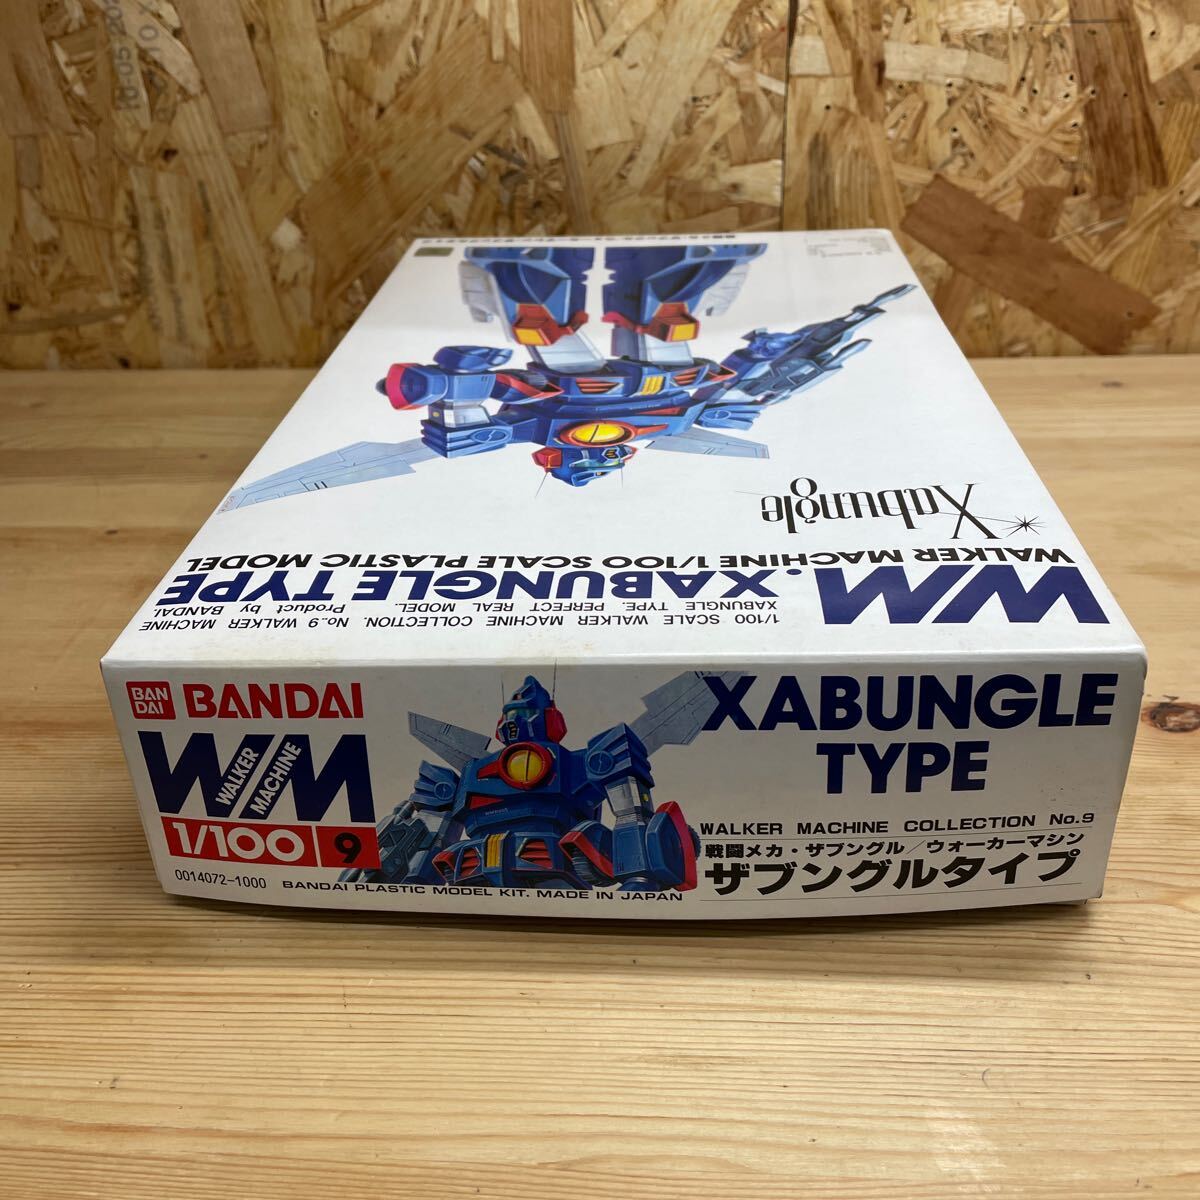 Xabungle
W/M.XABUNGLE TYPE
WALKER MACHINE 1/100 SCALE PLASTIC MODEL
1/100 SCALE WALKER MACHINE COLLECTION. No.9 WALKER MACHINE
XABUNGLE TYPE. PERFECT REAL MODEL. Product by BANDAI.
BAN
DAI
BANDAI
W/M
WALKER
MACHINE
1/100 9
0014072-1000
BANDAI PLASTIC MODEL KIT. MADE IN JAPAN
XABUNGLE
TYPE
WALKER MACHINE COLLECTION No.9
戦闘メカ・ザブングル/ウォーカーマシン
ザブングルタイプ